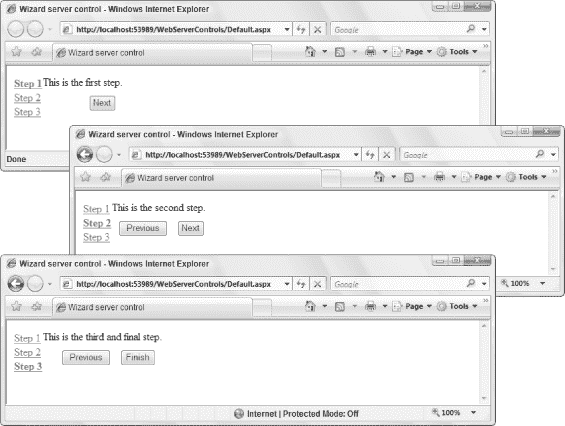 Wizard server control - Windows Internet Explorer
http://localhost:53989/WebServerControls/Default.aspx
Google
Wizard server control
Page
Tools
Step 1 This is the first step.
Step 2
Next
Step 3
Done
Wizard server control - Windows Internet Explorer
http://localhost:53989/WebServerControls/Default.aspx
Google
Wizard server control
Page
Tools
Step 1 This is the second step.
Step 2 Previous Next
Step 3
100%
Wizard server control - Windows Internet Explorer
http://localhost:53989/WebServerControls/Default.aspx
Google
Wizard server control
Page
Tools
Step 1 This is the third and final step.
Step 2 Previous Finish
Step 3
Internet | Protected Mode: Off 100%